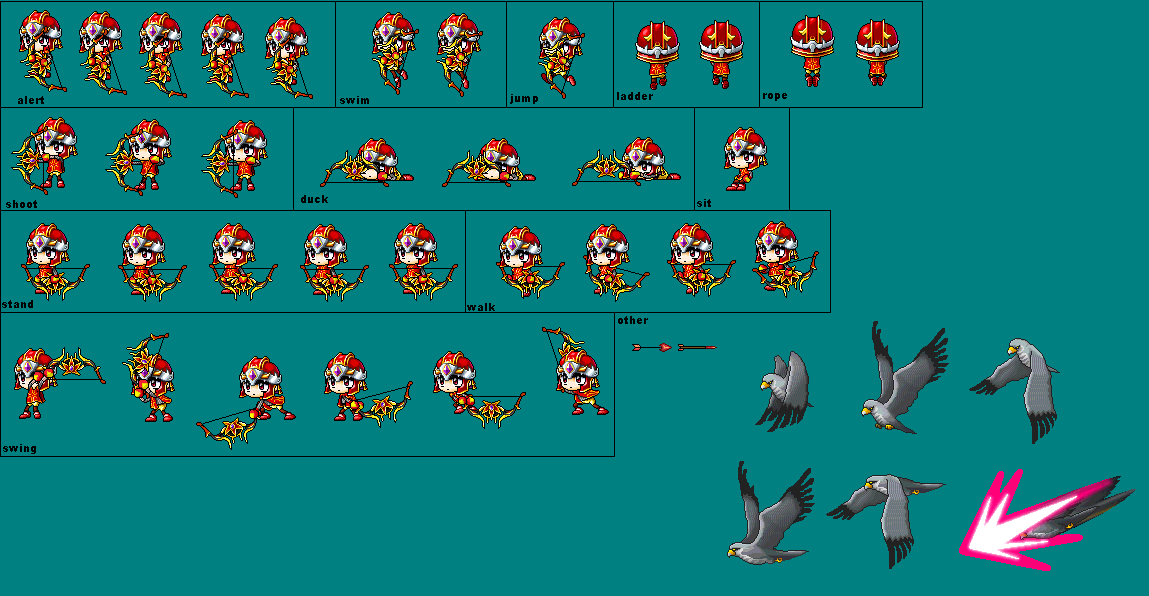 alert
swim
jump
ladder
rope
shoot
duck
sit
stand
walk
other
swing